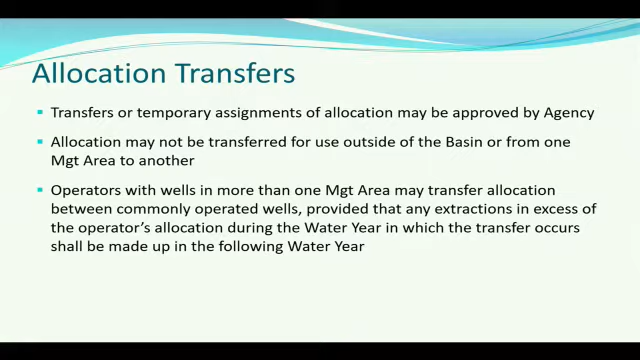 Allocation Transfers
Transfers or temporary assignments of allocation may be approved by Agency
Allocation may not be transferred for use outside of the Basin or from one
Mgt Area to another
Operators with wells in more than one Mgt Area may transfer allocation
between commonly operated wells, provided that any extractions in excess of
the operator's allocation during the Water Year in which the transfer occurs
shall be made up in the following Water Year